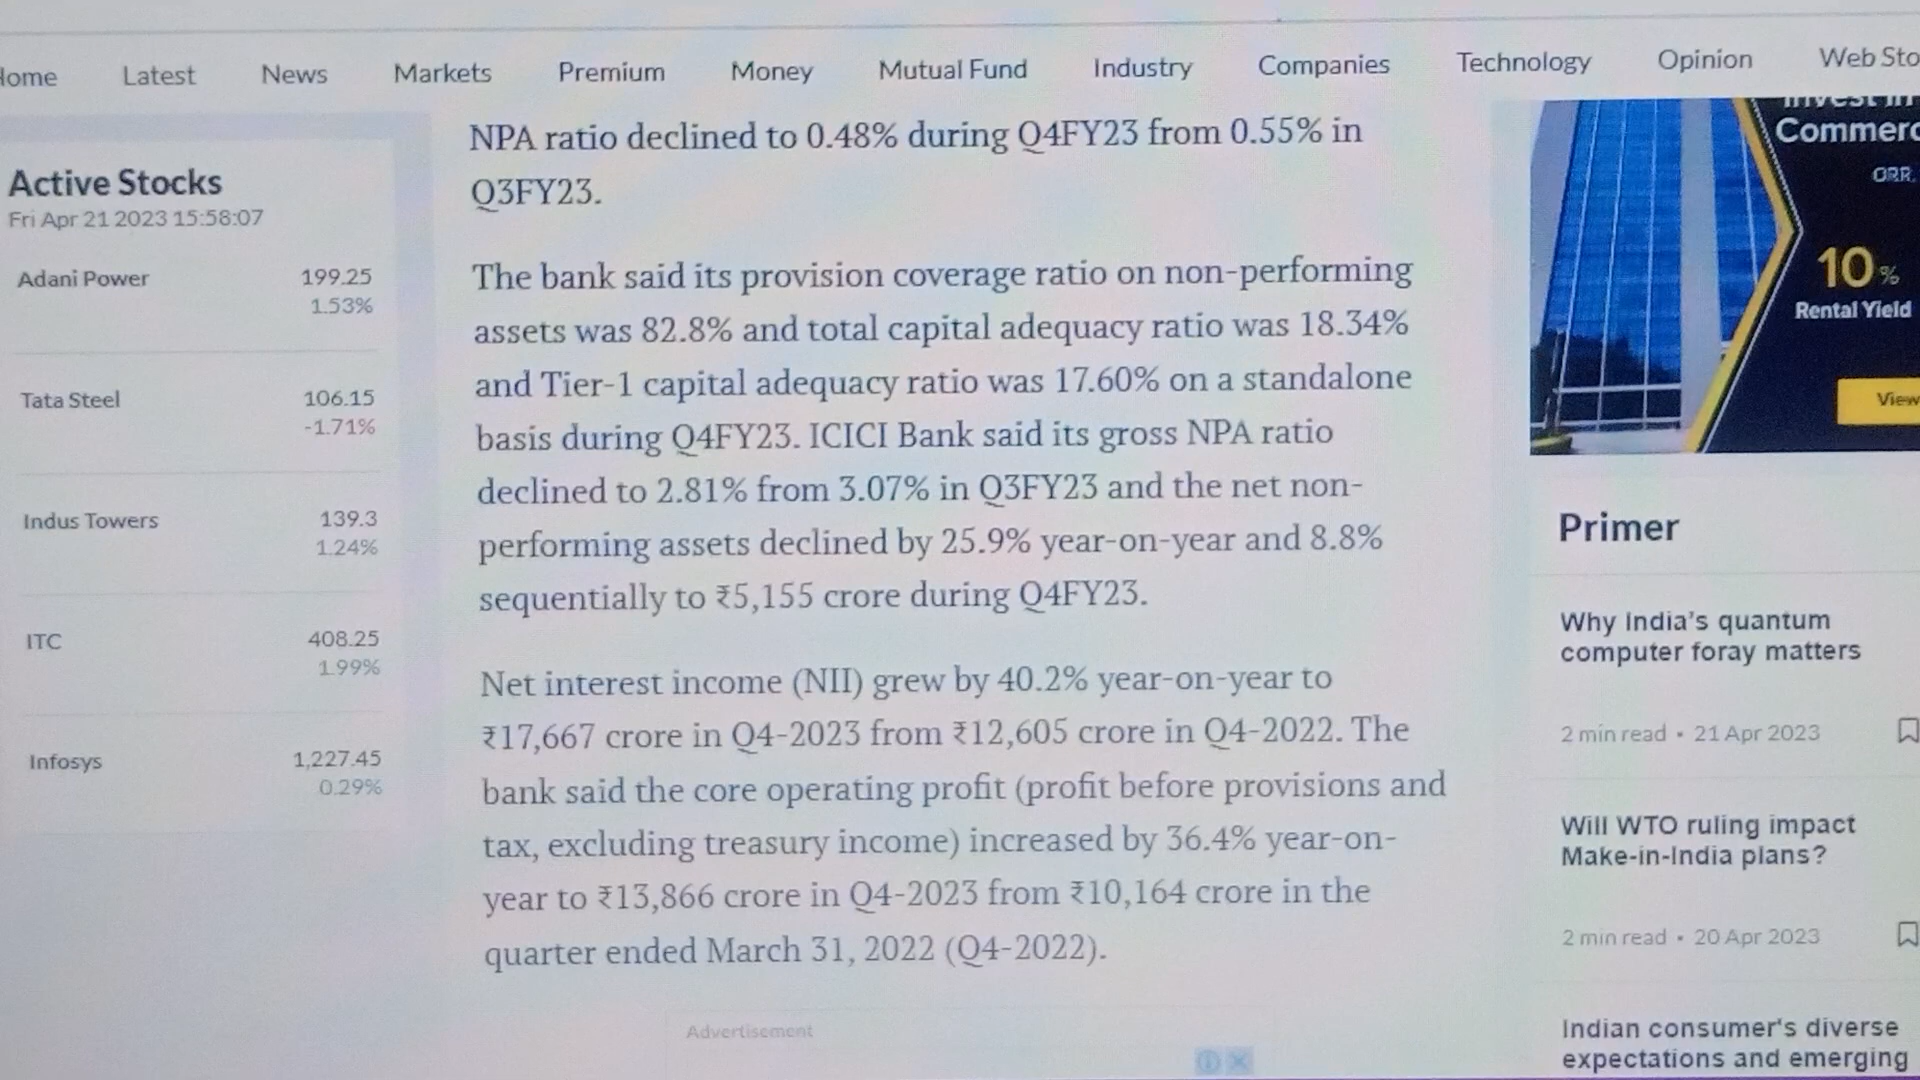 Home Latest News Markets Premium Money Mutual Fund Industry Companies Technology Opinion Web
Active Stocks
Fri Apr 21 2023 15:58:07
Adani Power 199.25
1.53%
Tata Steel 106.15
-1.71%
Indus Towers 139.3
1.24%
ITC 408.25
1.99%
Infosys 1,227.45
0.29%
NPA ratio declined to 0.48% during Q4FY23 from 0.55% in
Q3FY23.
The bank said its provision coverage ratio on non-performing
assets was 82.8% and total capital adequacy ratio was 18.34%
and Tier-1 capital adequacy ratio was 17.60% on a standalone
basis during Q4FY23. ICICI Bank said its gross NPA ratio
declined to 2.81% from 3.07% in Q3FY23 and the net non-
performing assets declined by 25.9% year-on-year and 8.8%
sequentially to ₹5,155 crore during Q4FY23.
Net interest income (NII) grew by 40.2% year-on-year to
₹17,667 crore in Q4-2023 from ₹12,605 crore in Q4-2022. The
bank said the core operating profit (profit before provisions and
tax, excluding treasury income) increased by 36.4% year-on-
year to ₹13,866 crore in Q4-2023 from ₹10,164 crore in the
quarter ended March 31, 2022 (Q4-2022).
Advertisement
Invest in
Commerc
ORR,
10%
Rental Yield
View
Primer
Why India's quantum
computer foray matters
2 min read • 21 Apr 2023
Will WTO ruling impact
Make-in-India plans?
2 min read • 20 Apr 2023
Indian consumer's diverse
expectations and emerging